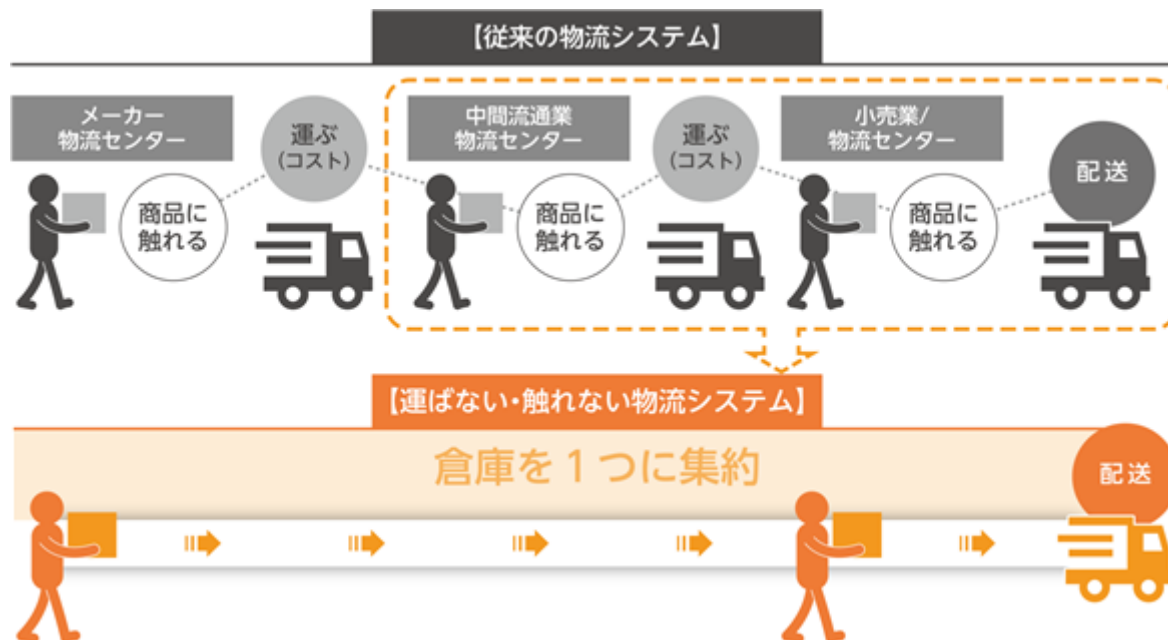 【従来の物流システム】
メーカー
物流センター
運ぶ
(コスト)
中間流通業
物流センター
運ぶ
(コスト)
小売業/
物流センター
配送
商品に
触れる
商品に
触れる
商品に
触れる
【運ばない・触れない物流システム】
倉庫を1つに集約
配送